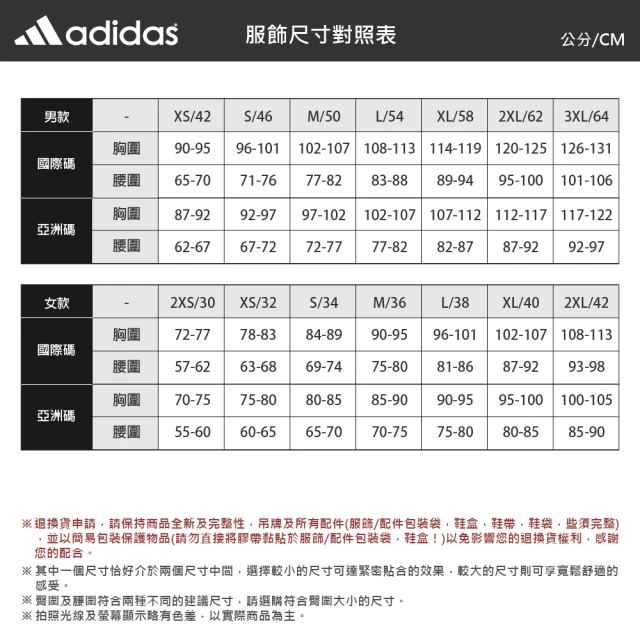 adidas 服飾尺寸對照表 公分/CM
男款 - XS/42 S/46 M/50 L/54 XL/58 2XL/62 3XL/64
國際碼 胸圍 90-95 96-101 102-107 108-113 114-119 120-125 126-131
腰圍 65-70 71-76 77-82 83-88 89-94 95-100 101-106
亞洲碼 胸圍 87-92 92-97 97-102 102-107 107-112 112-117 117-122
腰圍 62-67 67-72 72-77 77-82 82-87 87-92 92-97
女款 - 2XS/30 XS/32 S/34 M/36 L/38 XL/40 2XL/42
國際碼 胸圍 72-77 78-83 84-89 90-95 96-101 102-107 108-113
腰圍 57-62 63-68 69-74 75-80 81-86 87-92 93-98
亞洲碼 胸圍 70-75 75-80 80-85 85-90 90-95 95-100 100-105
腰圍 55-60 60-65 65-70 70-75 75-80 80-85 85-90
※退換貨申請，請保持商品全新及完整性，吊牌及所有配件(服飾/配件包裝袋，鞋盒，鞋帶，鞋袋，些須完整)
，並以簡易包裝保護物品(請勿直接將膠帶黏貼於服飾/配件包裝袋，鞋盒！)以免影響您的退換貨權利，感謝
您的配合。
※其中一個尺寸恰好介於兩個尺寸中間，選擇較小的尺寸可達緊密貼合的效果，較大的尺寸則可享寬鬆舒適的
感受。
※臀圍及腰圍符合兩種不同的建議尺寸，請選購符合臀圍大小的尺寸。
※拍照光線及螢幕顯示略有色差，以實際商品為主。